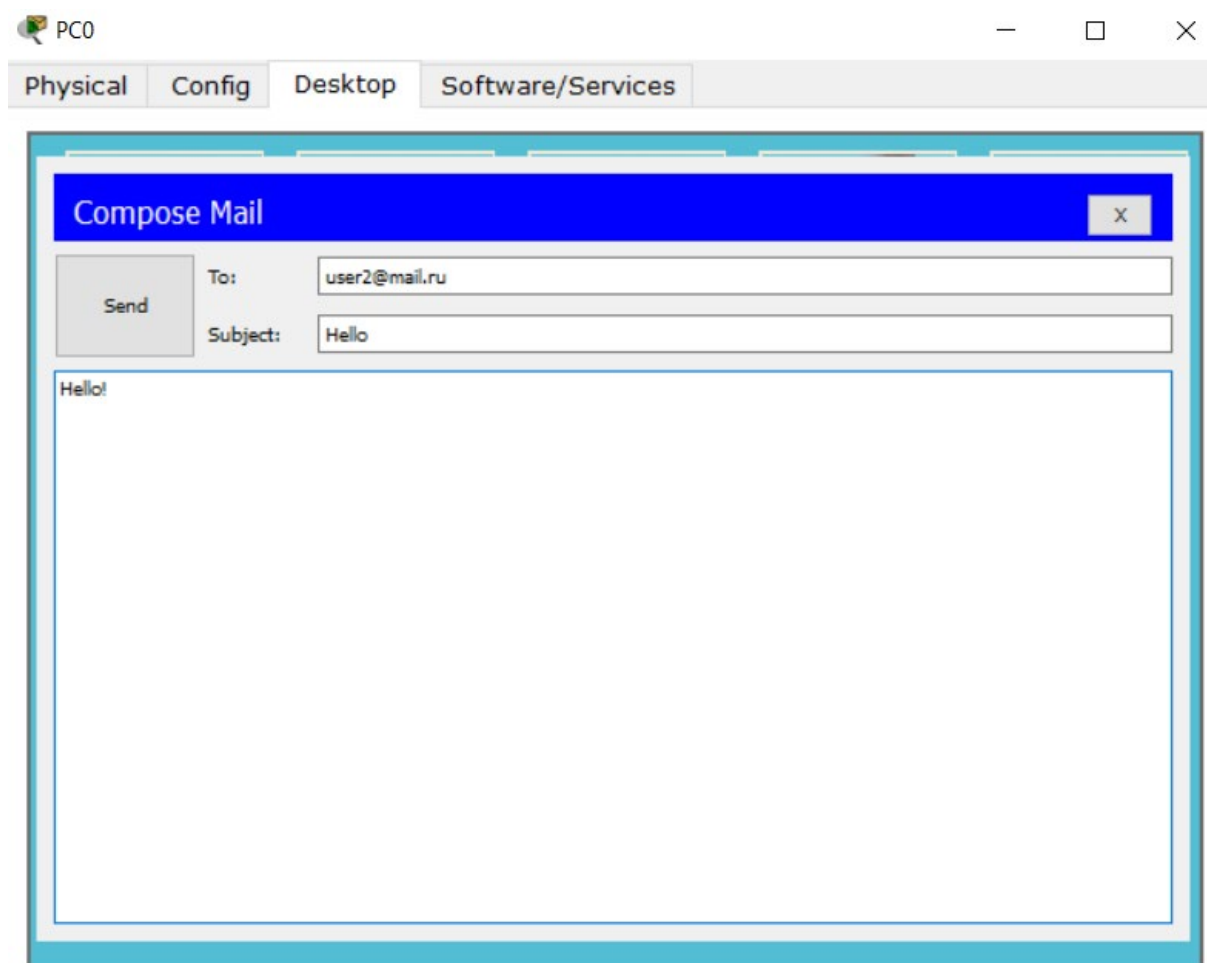 PC0
Physical Config Desktop Software/Services
Compose Mail
X
Send
To: user2@mail.ru
Subject: Hello
Hello!